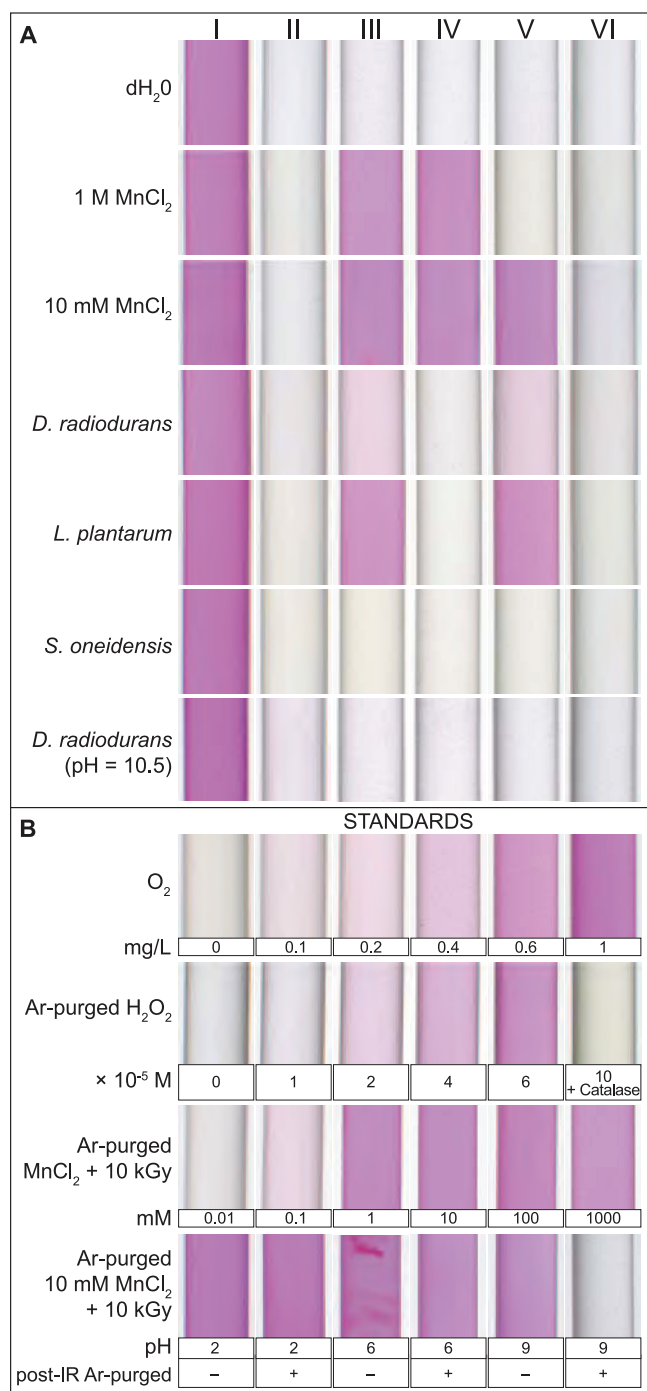 A
I II III IV V VI
dH₂0
1 M MnCl₂
10 mM MnCl₂
D. radiodurans
L. plantarum
S. oneidensis
D. radiodurans
(pH = 10.5)
B
STANDARDS
O₂
mg/L 0 0.1 0.2 0.4 0.6 1
Ar-purged H₂O₂
× 10⁻⁵ M 0 1 2 4 6 10 + Catalase
Ar-purged
MnCl₂ + 10 kGy
mM 0.01 0.1 1 10 100 1000
Ar-purged
10 mM MnCl₂
+ 10 kGy
pH 2 2 6 6 9 9
post-IR Ar-purged – + – + – +